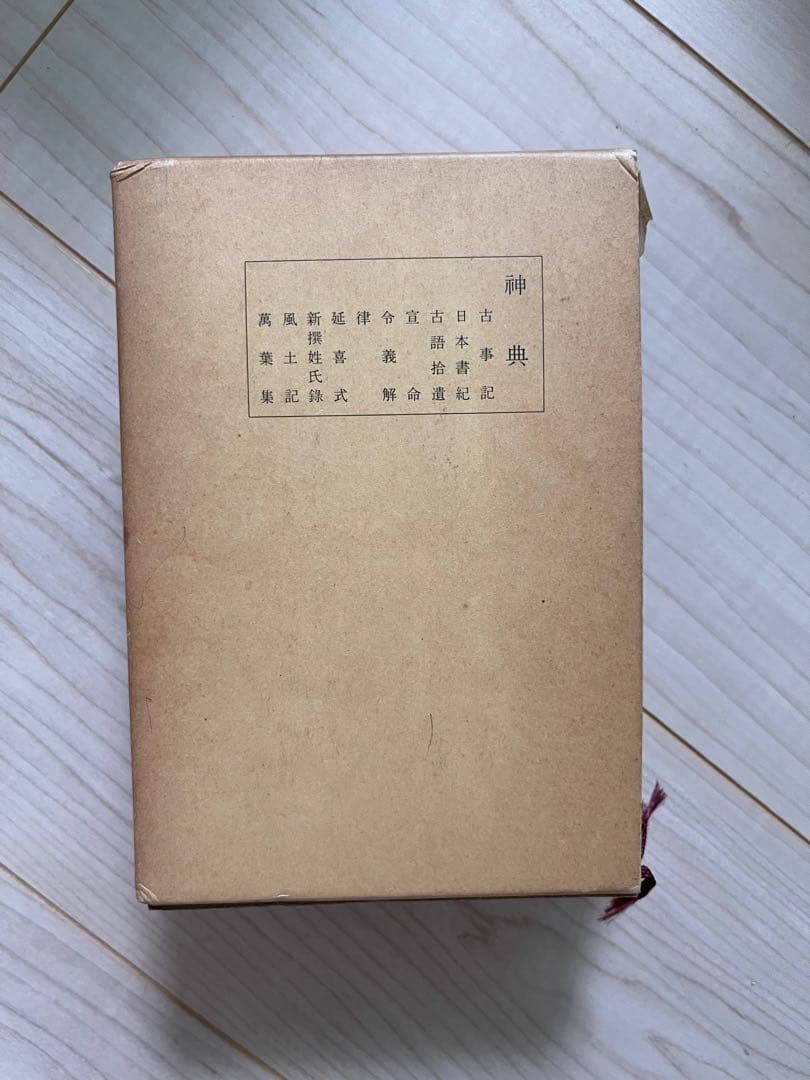 神典
古事記
日本書紀
古語拾遺
宣命
令義解
律
延喜式
新撰姓氏錄
風土記
萬葉集